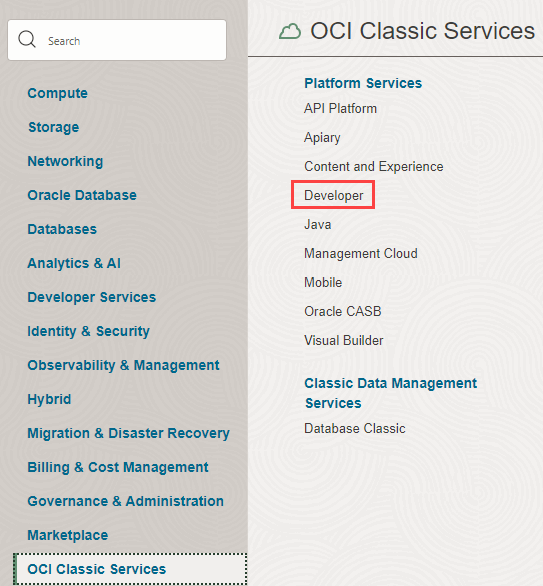 Search
Compute
Storage
Networking
Oracle Database
Databases
Analytics & AI
Developer Services
Identity & Security
Observability & Management
Hybrid
Migration & Disaster Recovery
Billing & Cost Management
Governance & Administration
Marketplace
OCI Classic Services
OCI Classic Services
Platform Services
API Platform
Apiary
Content and Experience
Developer
Java
Management Cloud
Mobile
Oracle CASB
Visual Builder
Classic Data Management
Services
Database Classic